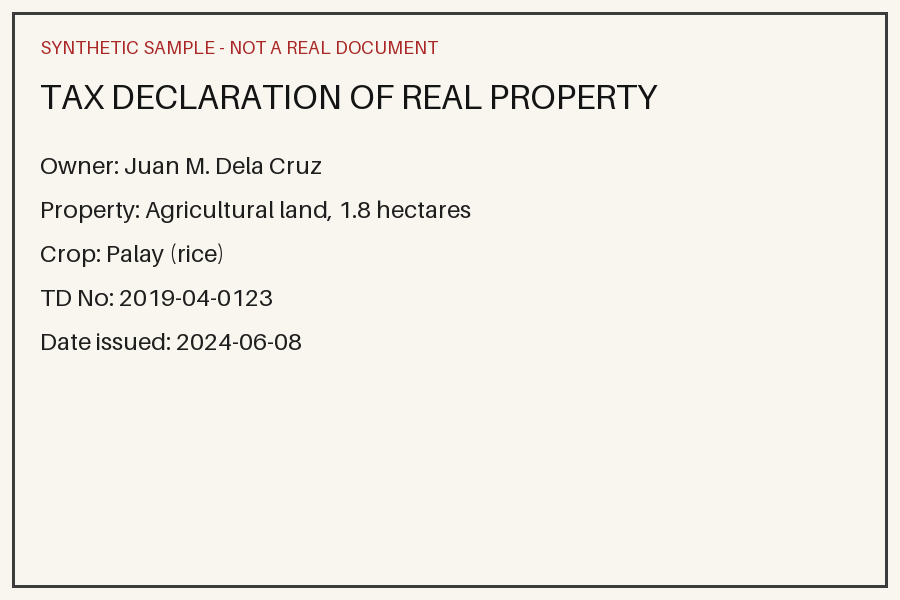 SYNTHETIC SAMPLE - NOT A REAL DOCUMENT
TAX DECLARATION OF REAL PROPERTY
Owner: Juan M. Dela Cruz
Property: Agricultural land, 1.8 hectares
Crop: Palay (rice)
TD No: 2019-04-0123
Date issued: 2024-06-08